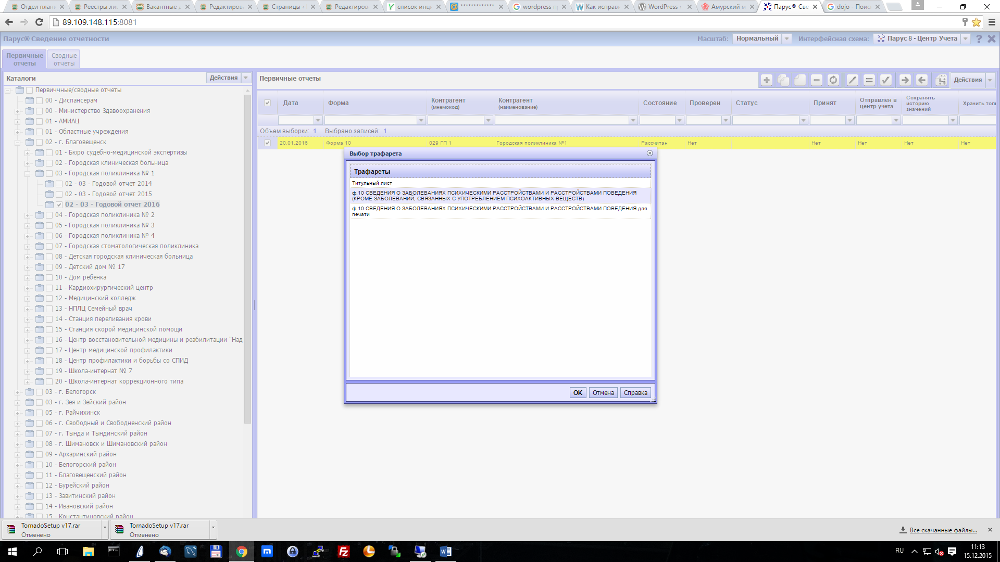 Отдел план
Реестры ли
Вакантные д
Редактиров
Страницы ‹
Редактиров
список инц
*************
wordpress п
Как исправи
WordPress ›
Амурский м
Парус® Све
dojo - Поис
89.109.148.115:8081
Парус® Сведение отчетности
Масштаб:
Нормальный
Интерфейсная схема:
Парус 8 - Центр Учета
Первичные
отчеты
Сводные
отчеты
Каталоги
Действия
Первиччные/сводные отчеты
00 - Диспансерам
00 - Министерство Здавоохранения
01 - АМИАЦ
01 - Областные учреждения
02 - г. Благовещенск
01 - Бюро судебно-медицинской экспертизы
02 - Городская клиническая больница
03 - Городская поликлиника № 1
02 - 03 - Годовой отчет 2014
02 - 03 - Годовой отчет 2015
02 - 03 - Годовой отчет 2016
04 - Городская поликлиника № 2
05 - Городская поликлиника № 3
06 - Городская поликлиника № 4
07 - Городская стоматологическая поликлиника
08 - Детская городская клиническая больница
09 - Детский дом № 17
10 - Дом ребенка
11 - Кардиохирургический центр
12 - Медицинский колледж
13 - НПЛЦ Семейный врач
14 - Станция переливания крови
15 - Станция скорой медицинской помощи
16 - Центр восстановительной медицины и реабилитации "Над
17 - Центр медицинской профилактики
18 - Центр профилактики и борьбы со СПИД
19 - Школа-интернат № 7
20 - Школа-интернат коррекционного типа
03 - г. Белогорск
03 - г. Зея и Зейский район
05 - г. Райчихинск
06 - г. Свободный и Свободненский район
07 - г. Тында и Тындинский район
08 - г. Шимановск и Шимановский район
09 - Архаринский район
10 - Белогорский район
11 - Благовещенский район
12 - Бурейский район
13 - Завитинский район
14 - Ивановский район
15 - Константиновский район
Первичные отчеты
XLS
Действия
Дата
Форма
Контрагент
(мнемокод)
Контрагент
(наименование)
Состояние
Проверен
Статус
Принят
Отправлен в
центр учета
Сохранять
историю
значений
Хранить толь
Объем выборки: 1 Выбрано записей: 1
20.01.2016 Форма 10 029 ГП 1 Городская поликлиника №1 Рассчитан Нет Нет Нет Нет Нет
Выбор трафарета
Трафареты
Титульный лист
ф.10 СВЕДЕНИЯ О ЗАБОЛЕВАНИЯХ ПСИХИЧЕСКИМИ РАССТРОЙСТВАМИ И РАССТРОЙСТВАМИ ПОВЕДЕНИЯ
(КРОМЕ ЗАБОЛЕВАНИЙ, СВЯЗАННЫХ С УПОТРЕБЛЕНИЕМ ПСИХОАКТИВНЫХ ВЕЩЕСТВ)
ф.10 СВЕДЕНИЯ О ЗАБОЛЕВАНИЯХ ПСИХИЧЕСКИМИ РАССТРОЙСТВАМИ И РАССТРОЙСТВАМИ ПОВЕДЕНИЯ для
печати
OK
Отмена
Справка
TornadoSetup v17.rar
Отменено
TornadoSetup v17.rar
Отменено
Все скачанные файлы...
RU
11:13
15.12.2015